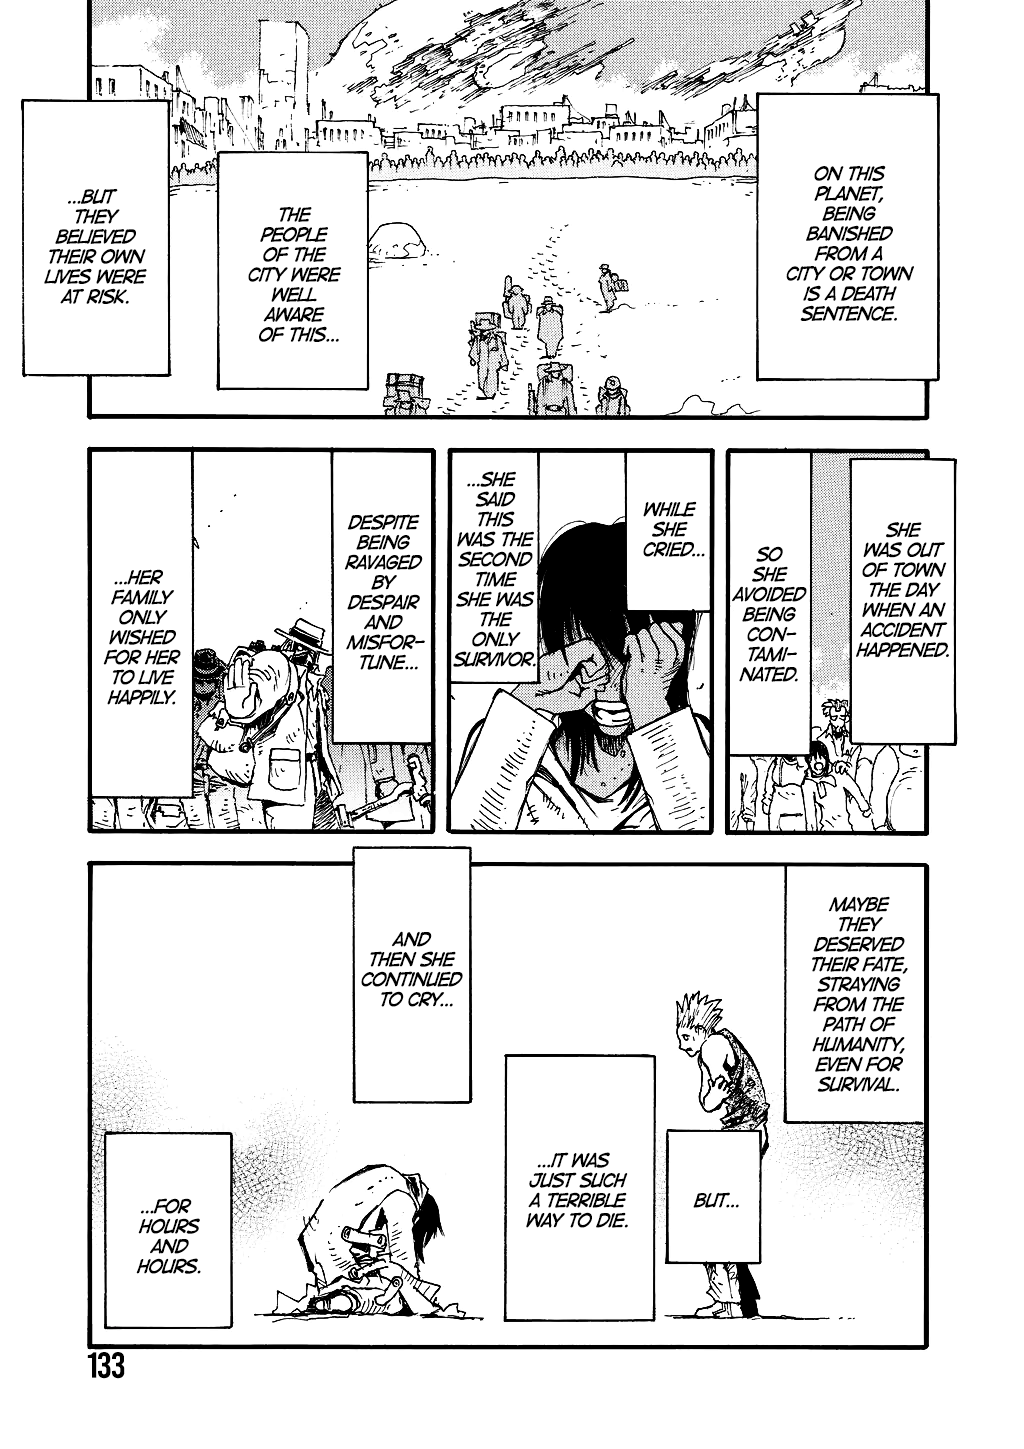 ON THIS
PLANET,
BEING
BANISHED
FROM A
CITY OR TOWN
IS A DEATH
SENTENCE.
THE
PEOPLE
OF THE
CITY WERE
WELL
AWARE
OF THIS...
...BUT
THEY
BELIEVED
THEIR OWN
LIVES WERE
AT RISK.
SHE
WAS OUT
OF TOWN
THE DAY
WHEN AN
ACCIDENT
HAPPENED.
SO
SHE
AVOIDED
BEING
CON-
TAMI-
NATED.
WHILE
SHE
CRIED...
...SHE
SAID
THIS
WAS THE
SECOND
TIME
SHE WAS
THE
ONLY
SURVIVOR.
DESPITE
BEING
RAVAGED
BY
DESPAIR
AND
MISFOR-
TUNE...
...HER
FAMILY
ONLY
WISHED
FOR HER
TO LIVE
HAPPILY.
MAYBE
THEY
DESERVED
THEIR FATE,
STRAYING
FROM THE
PATH OF
HUMANITY,
EVEN FOR
SURVIVAL.
BUT...
...IT WAS
JUST SUCH
A TERRIBLE
WAY TO DIE.
AND
THEN SHE
CONTINUED
TO CRY...
...FOR
HOURS
AND
HOURS.
133